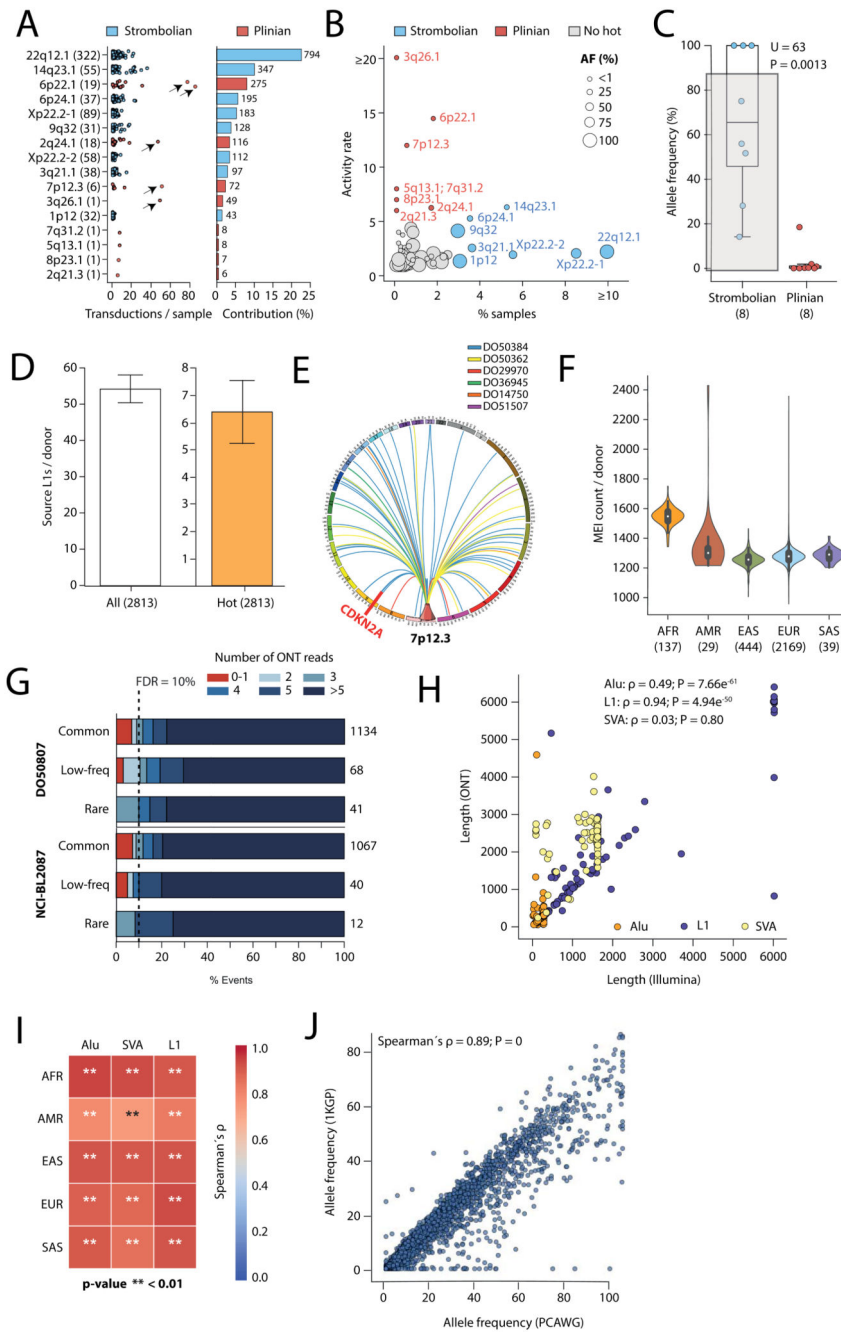 A
Strombolian
Plinian
22q12.1 (322)
14q23.1 (55)
6p22.1 (19)
6p24.1 (37)
Xp22.2-1 (89)
9q32 (31)
2q24.1 (18)
Xp22.2-2 (58)
3q21.1 (38)
7p12.3 (6)
3q26.1 (1)
1p12 (32)
7q31.2 (1)
5q13.1 (1)
8p23.1 (1)
2q21.3 (1)
794
347
275
195
183
128
116
112
97
72
49
43
8
8
7
6
0 20 40 60 80
0 5 10 15 20 25
Transductions / sample
Contribution (%)
B
Strombolian
Plinian
No hot
≥20
15
10
5
0
Activity rate
3q26.1
6p22.1
7p12.3
5q13.1; 7q31.2
8p23.1
2q24.1
2q21.3
14q23.1
6p24.1
9q32
3q21.1
1p12
Xp22.2-2
Xp22.2-1
22q12.1
AF (%)
<1
25
50
75
100
0 2 4 6 8 ≥10
% samples
C
U = 63
P = 0.0013
100
80
60
40
20
0
Allele frequency (%)
Strombolian
(8)
Plinian
(8)
D
60
50
40
30
20
10
0
Source L1s / donor
All (2813)
8
7
6
5
4
3
2
1
Hot (2813)
E
DO50384
DO50362
DO29970
DO36945
DO14750
DO51507
CDKN2A
7p12.3
F
2400
2200
2000
1800
1600
1400
1200
1000
MEI count / donor
AFR
(137)
AMR
(29)
EAS
(444)
EUR
(2169)
SAS
(39)
G
Number of ONT reads
0-1
2
3
4
5
>5
FDR = 10%
DO50807
Common
1134
Low-freq
68
Rare
41
NCI-BL2087
Common
1067
Low-freq
40
Rare
12
0 20 40 60 80 100
% Events
H
Alu: ρ = 0.49; P = 7.66e-61
L1: ρ = 0.94; P = 4.94e-50
SVA: ρ = 0.03; P = 0.80
6000
5000
4000
3000
2000
1000
0
Length (ONT)
Alu
L1
SVA
0 1000 2000 3000 4000 5000 6000
Length (Illumina)
I
Alu SVA L1
AFR ** ** **
AMR ** ** **
EAS ** ** **
EUR ** ** **
SAS ** ** **
p-value ** < 0.01
1.0
0.8
0.6
0.4
0.2
0.0
Spearman´s ρ
J
Spearman´s ρ = 0.89; P = 0
80
60
40
20
0
Allele frequency (1KGP)
0 20 40 60 80 100
Allele frequency (PCAWG)